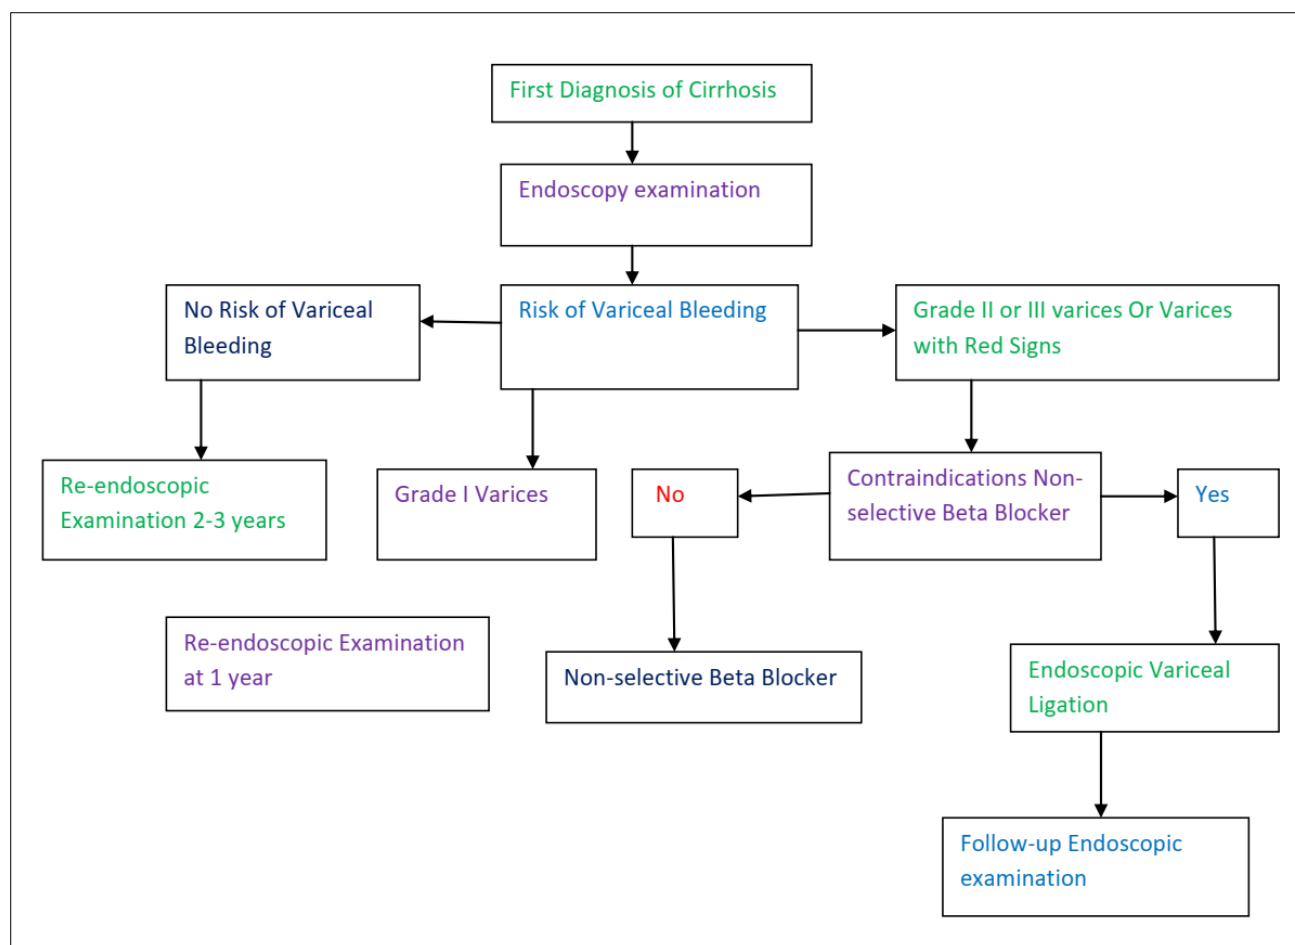 First Diagnosis of Cirrhosis
Endoscopy examination
No Risk of Variceal
Bleeding
Risk of Variceal Bleeding
Grade II or III varices Or Varices
with Red Signs
Re-endoscopic
Examination 2-3 years
Grade I Varices
No
Contraindications Non-
selective Beta Blocker
Yes
Re-endoscopic Examination
at 1 year
Non-selective Beta Blocker
Endoscopic Variceal
Ligation
Follow-up Endoscopic
examination